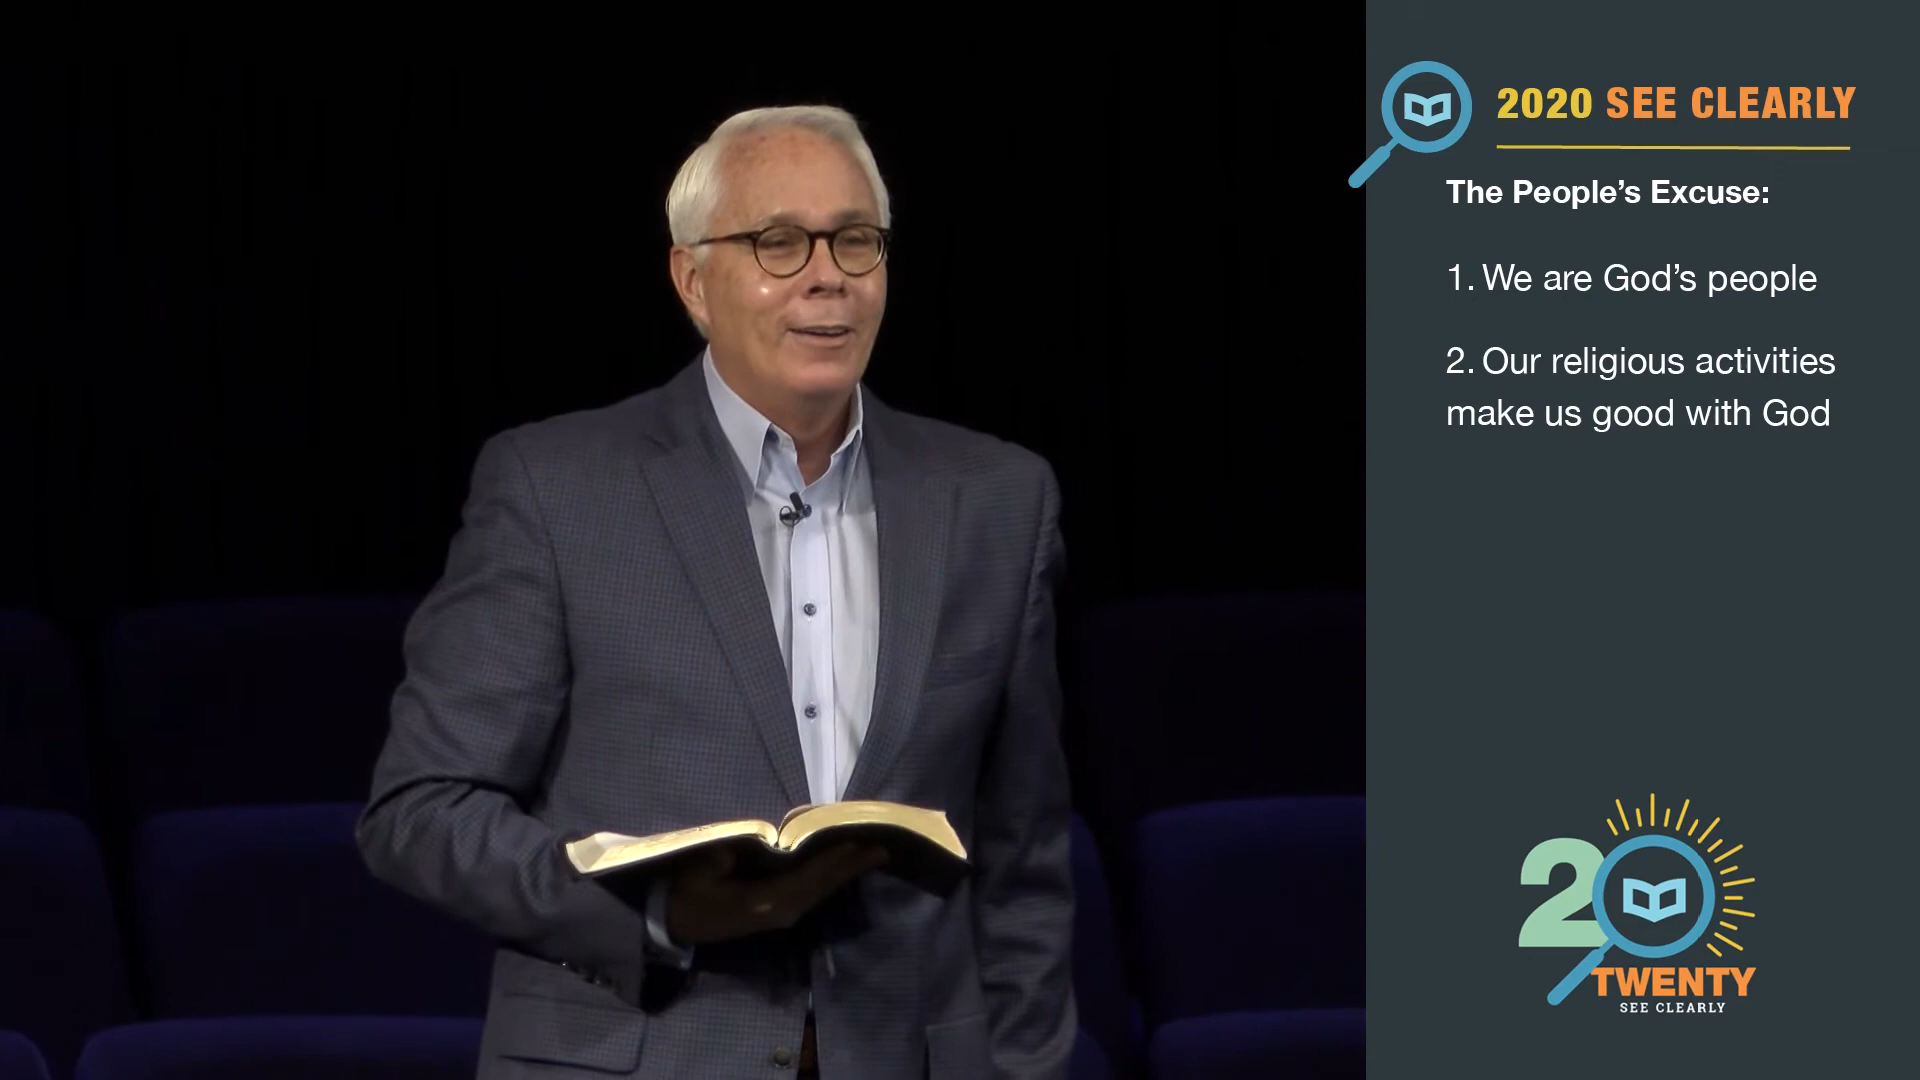 2020 SEE CLEARLY
The People’s Excuse:
1. We are God’s people
2. Our religious activities
make us good with God
2
TWENTY
SEE CLEARLY